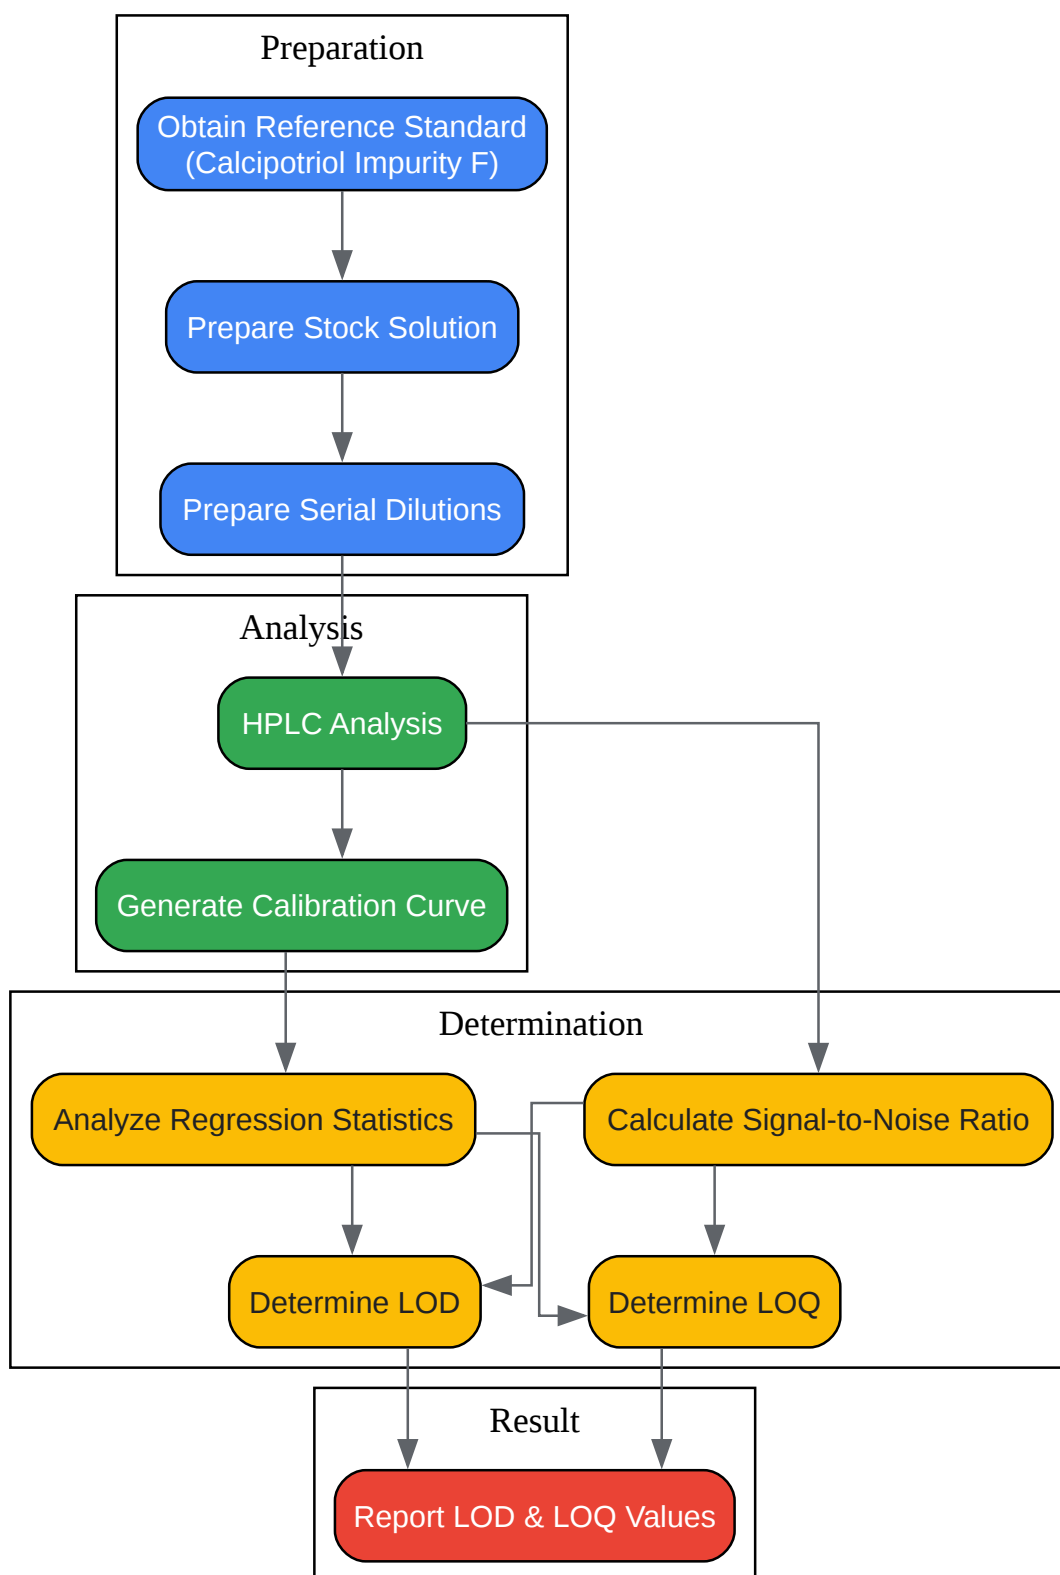 Preparation
Obtain Reference Standard
(Calcipotriol Impurity F)
Prepare Stock Solution
Prepare Serial Dilutions
Analysis
HPLC Analysis
Generate Calibration Curve
Determination
Analyze Regression Statistics
Calculate Signal-to-Noise Ratio
Determine LOD
Determine LOQ
Result
Report LOD & LOQ Values